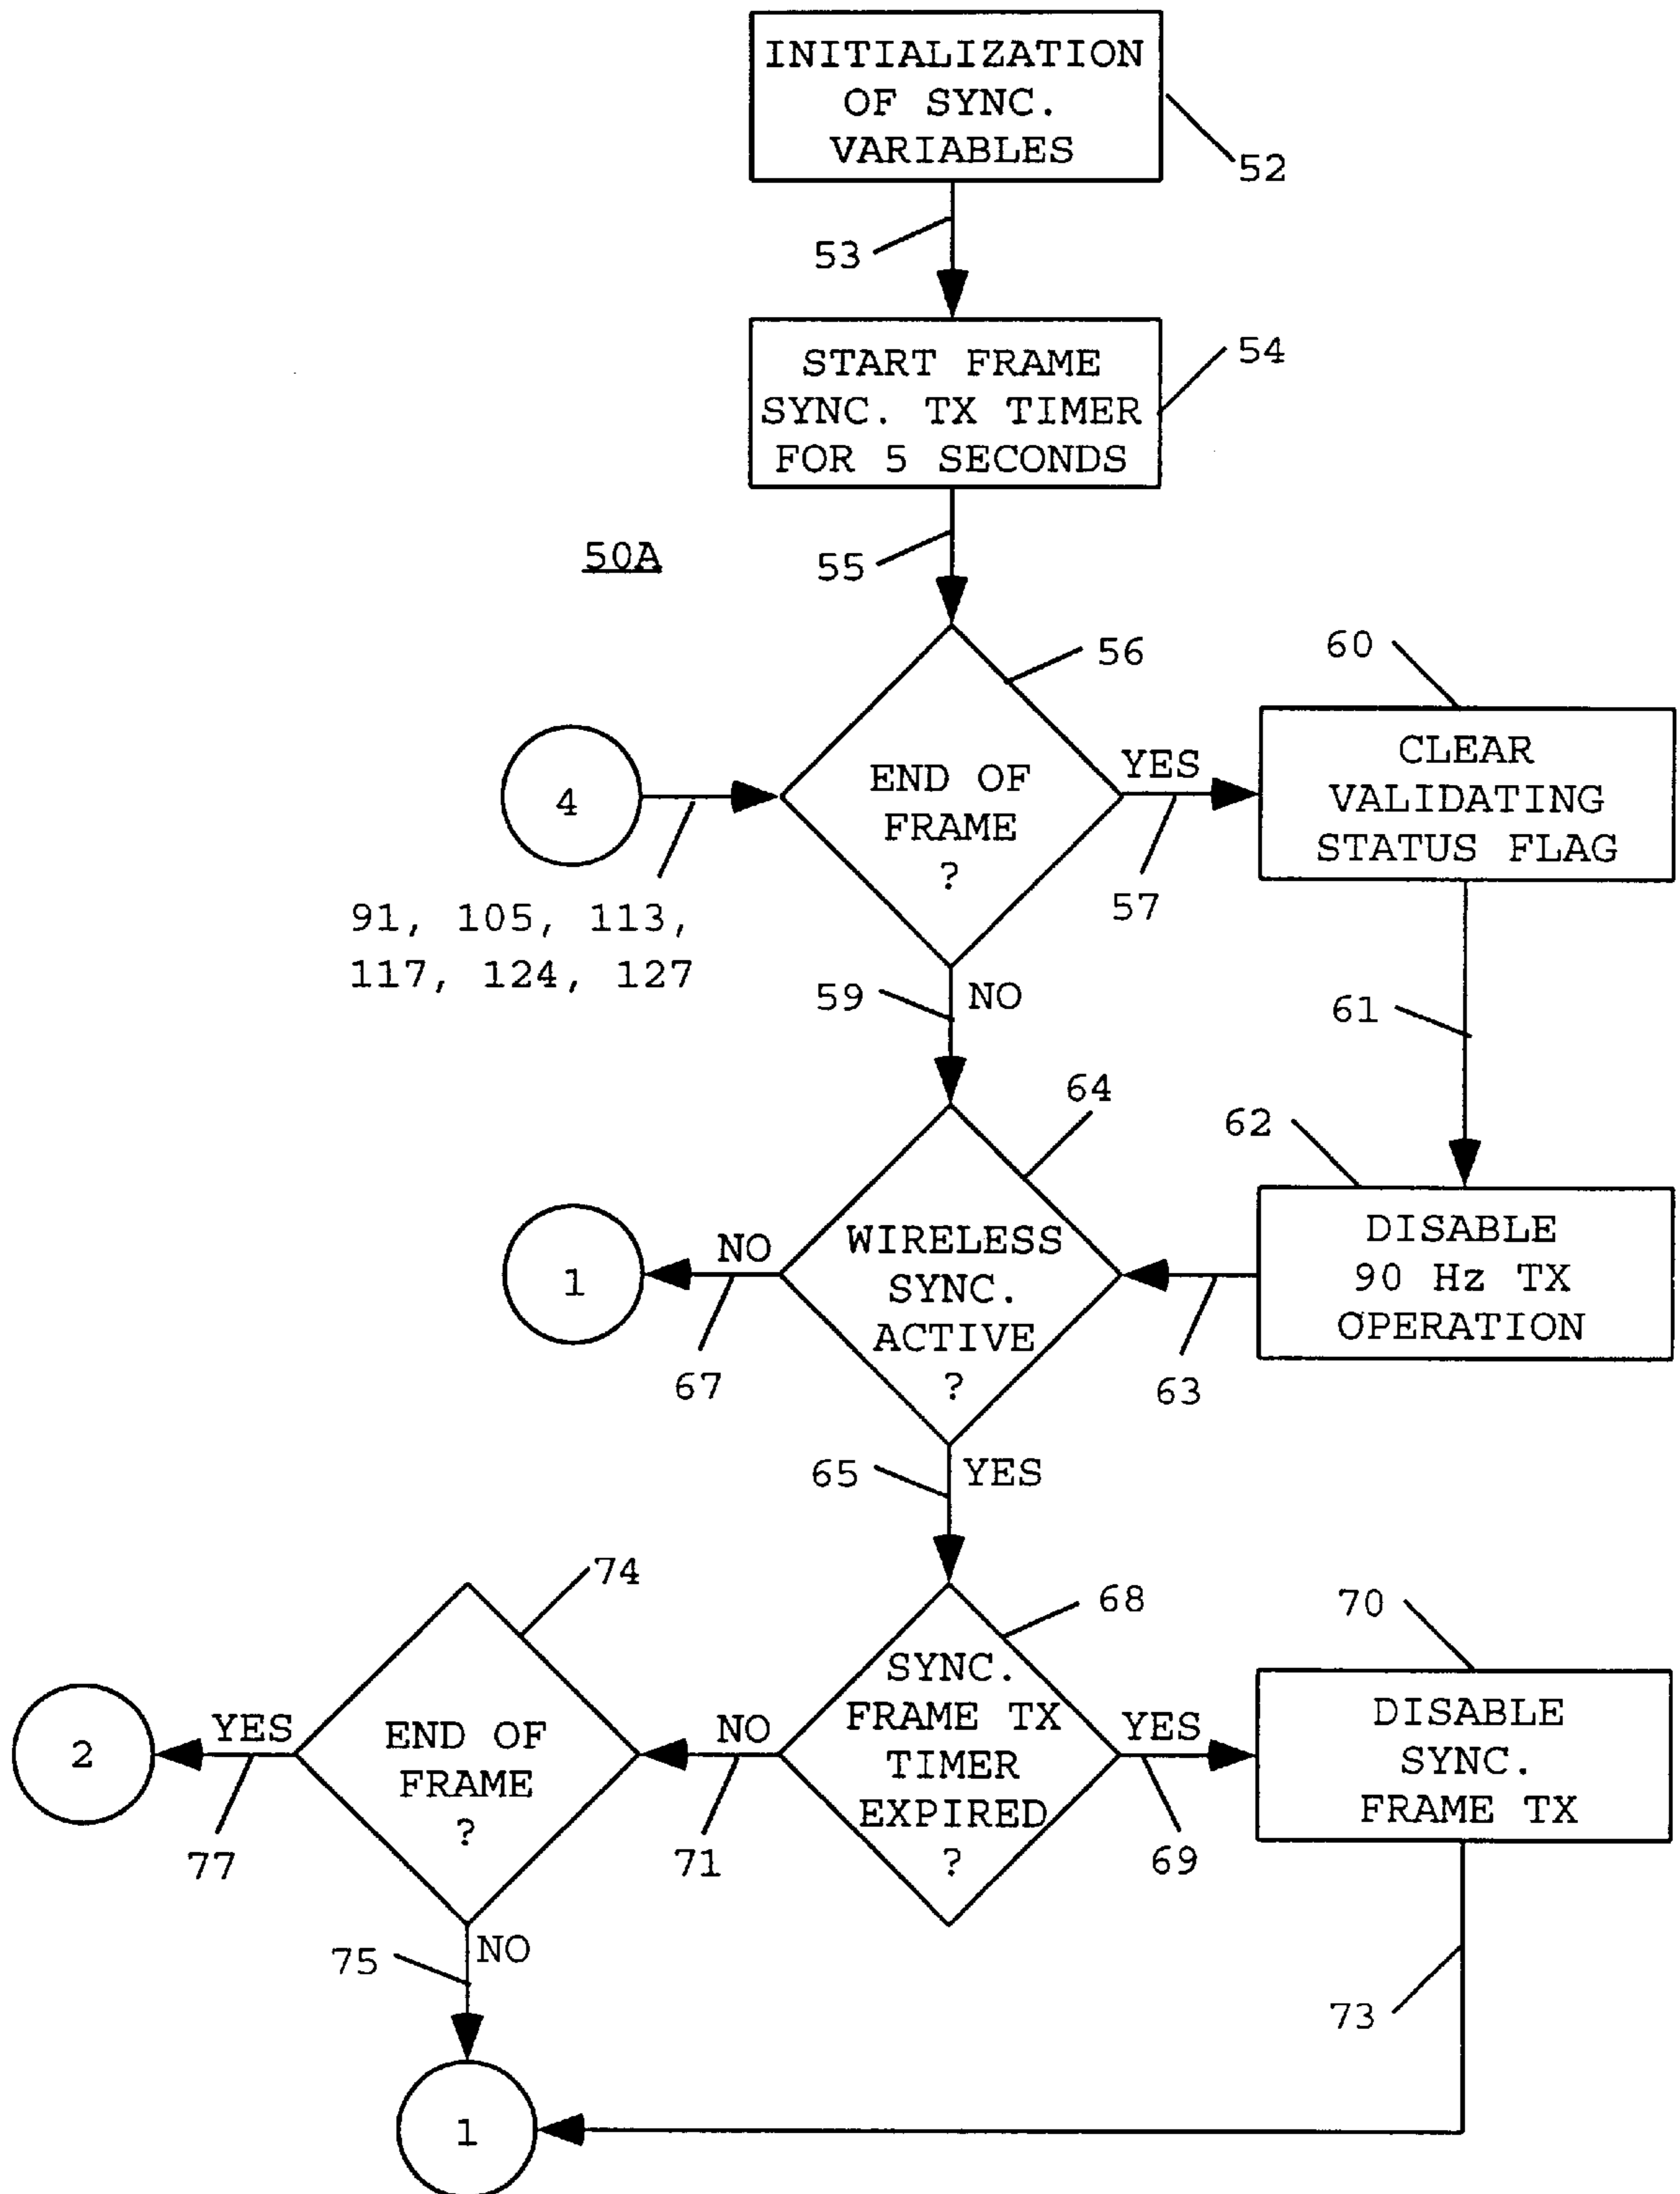 INITIALIZATION
OF SYNC.
VARIABLES
52
53
START FRAME
SYNC. TX TIMER
FOR 5 SECONDS
54
50A
55
56
60
4
END OF
FRAME
?
YES
57
CLEAR
VALIDATING
STATUS FLAG
91, 105, 113,
117, 124, 127
59
NO
61
64
62
1
NO
67
WIRELESS
SYNC.
ACTIVE
?
63
DISABLE
90 Hz TX
OPERATION
65
YES
74
68
70
2
YES
77
END OF
FRAME
?
NO
71
SYNC.
FRAME TX
TIMER
EXPIRED
?
YES
69
DISABLE
SYNC.
FRAME TX
75
NO
73
1